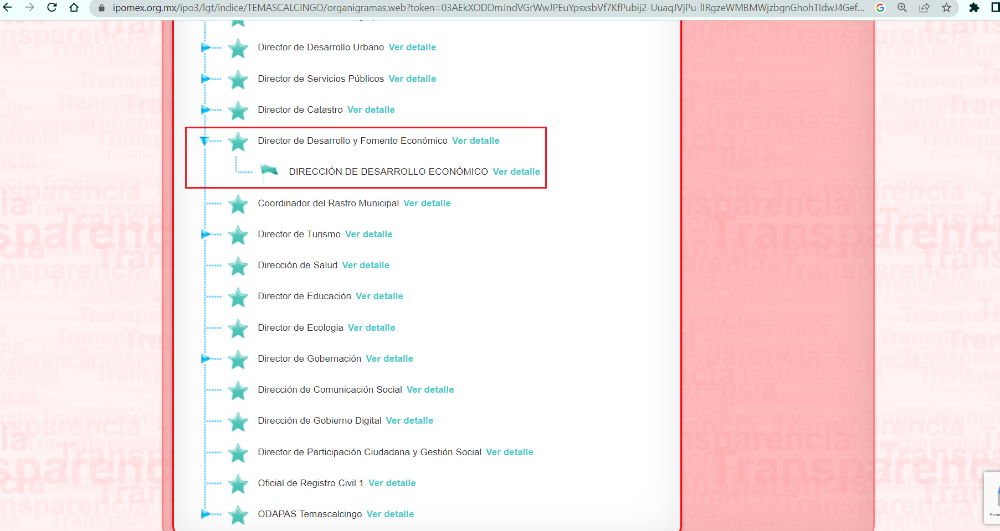 ipomex.org.mx/ipo3/lgt/indice/TEMASCALCINGO/organigramas.web?token=03AEkXODDmJndVGrWwJPEuYpsxsbVf7KfPubij2-UuaqJVjPu-lIRgzeWMBMWjzbgnGhohTIdwJ4Gef...
Director de Desarrollo Urbano Ver detalle
Director de Servicios Públicos Ver detalle
Director de Catastro Ver detalle
Director de Desarrollo y Fomento Económico Ver detalle
DIRECCIÓN DE DESARROLLO ECONÓMICO Ver detalle
Coordinador del Rastro Municipal Ver detalle
Director de Turismo Ver detalle
Dirección de Salud Ver detalle
Director de Educación Ver detalle
Director de Ecologia Ver detalle
Director de Gobernación Ver detalle
Dirección de Comunicación Social Ver detalle
Dirección de Gobierno Digital Ver detalle
Director de Participación Ciudadana y Gestión Social Ver detalle
Oficial de Registro Civil 1 Ver detalle
ODAPAS Temascalcingo Ver detalle